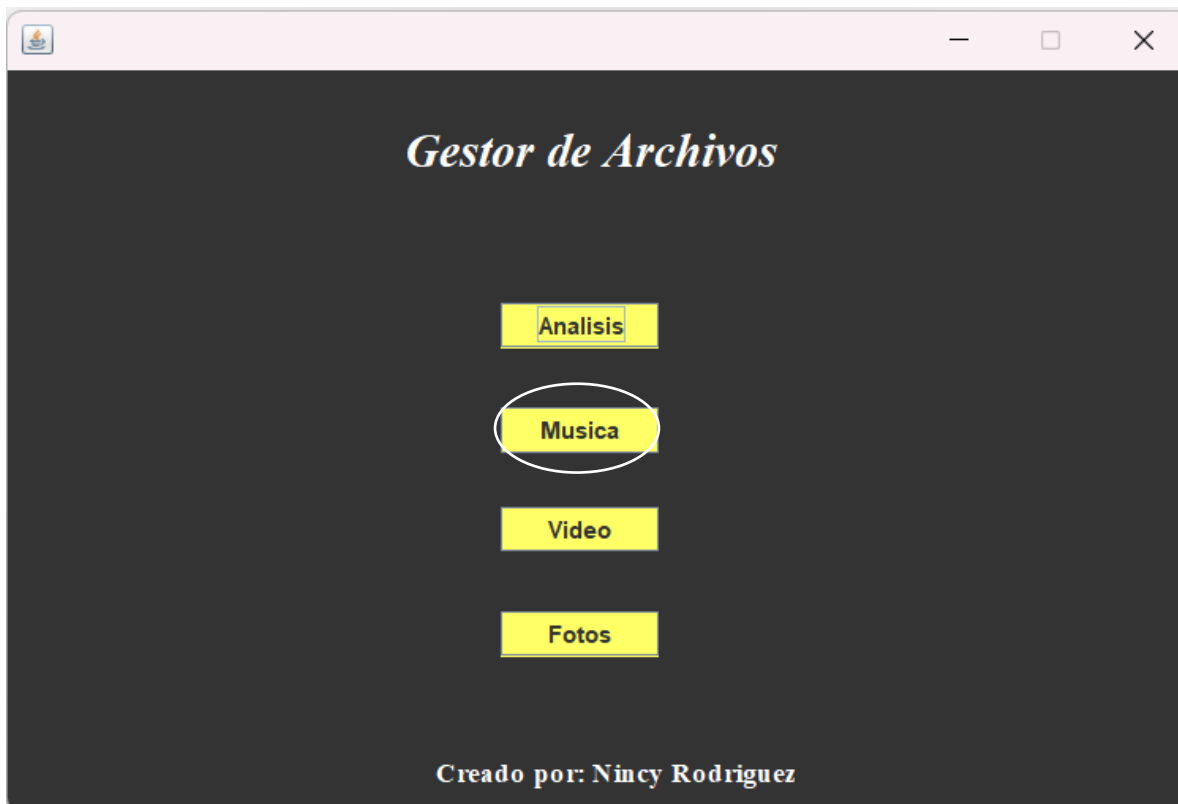 Gestor de Archivos
Analisis
Musica
Video
Fotos
Creado por: Nincy Rodriguez